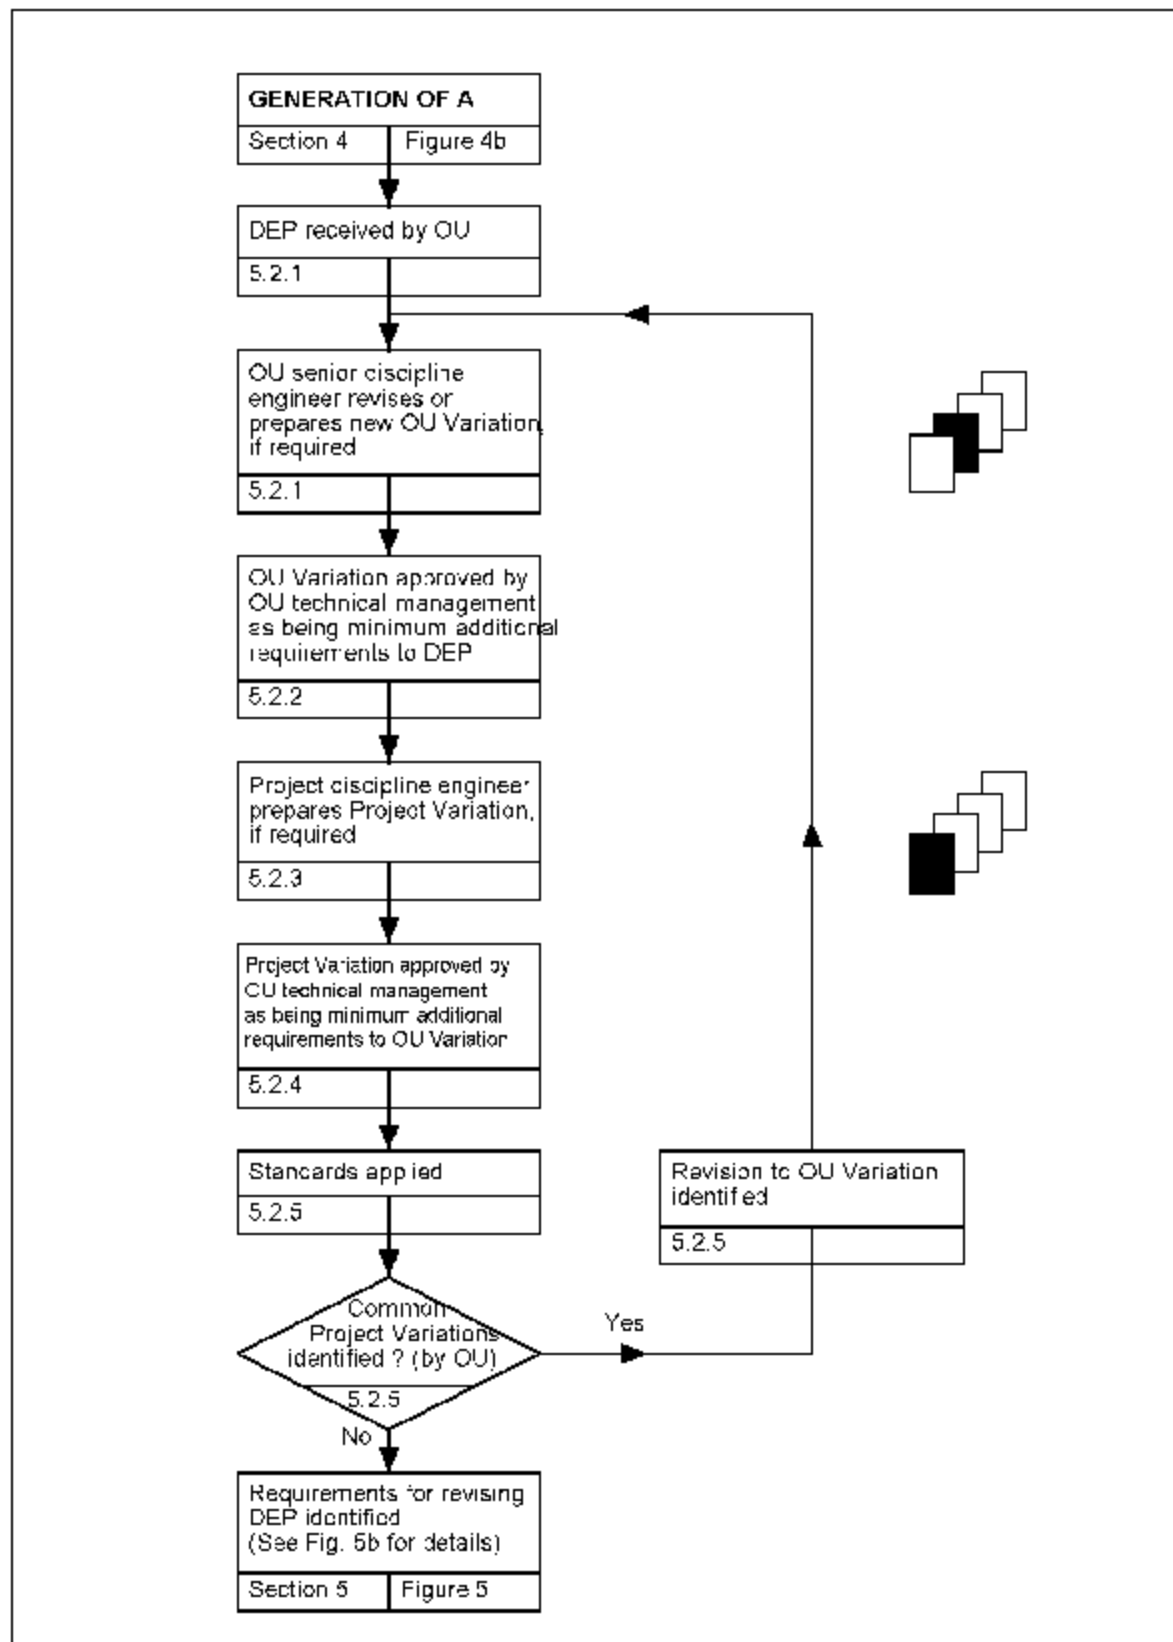 GENERATION OF A
Section 4 Figure 4b
DEP received by OU
5.2.1
OU senior discipline
engineer revises or
prepares new OU Variation,
if required
5.2.1
OU Variation approved by
OU technical management
as being minimum additional
requirements to DEP
5.2.2
Project discipline engineer
prepares Project Variation,
if required
5.2.3
Project Variation approved by
OU technical management
as being minimum additional
requirements to OU Variation
5.2.4
Standards applied
5.2.5
Revision to OU Variation
identified
5.2.5
Common
Project Variations
identified ? (by OU)
5.2.5
Yes
No
Requirements for revising
DEP identified
(See Fig. 5b for details)
Section 5 Figure 5